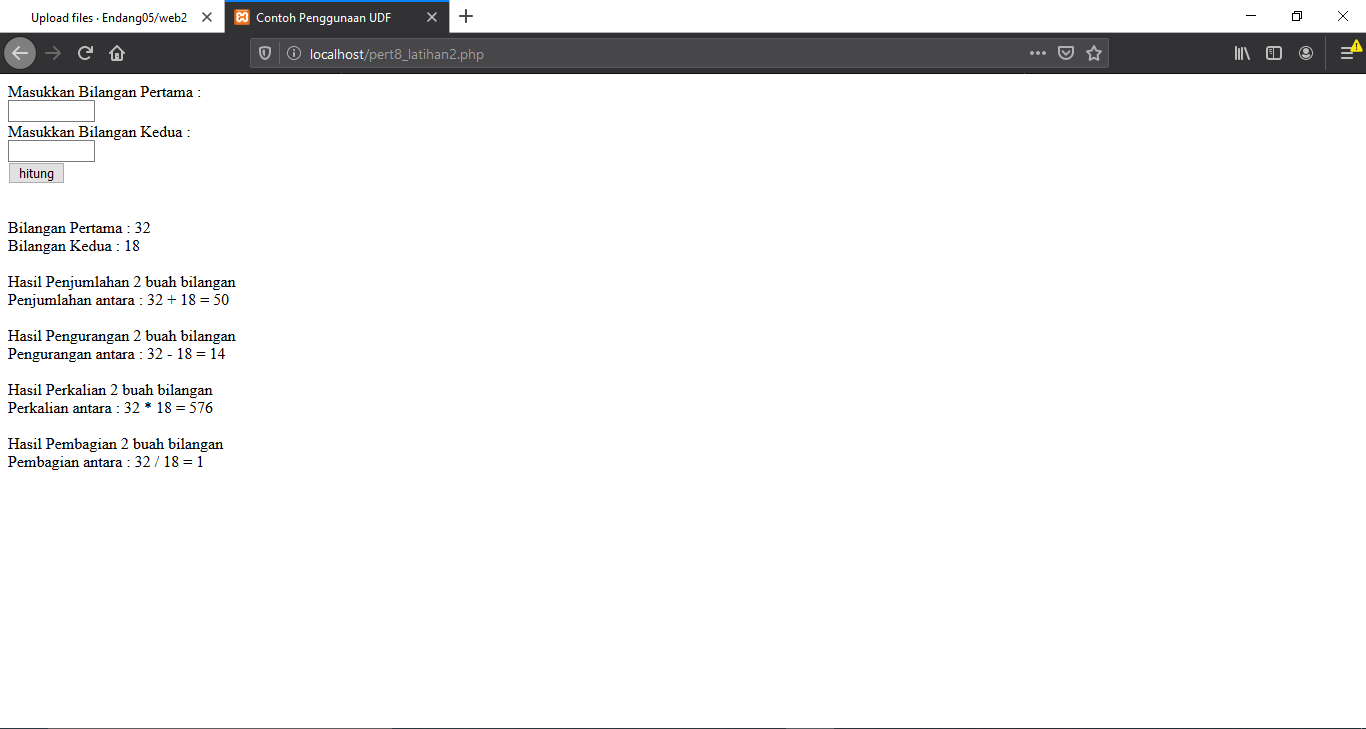 Upload files · Endang05/web2
Contoh Penggunaan UDF
localhost/pert8_latihan2.php
Masukkan Bilangan Pertama :
Masukkan Bilangan Kedua :
hitung
Bilangan Pertama : 32
Bilangan Kedua : 18
Hasil Penjumlahan 2 buah bilangan
Penjumlahan antara : 32 + 18 = 50
Hasil Pengurangan 2 buah bilangan
Pengurangan antara : 32 - 18 = 14
Hasil Perkalian 2 buah bilangan
Perkalian antara : 32 * 18 = 576
Hasil Pembagian 2 buah bilangan
Pembagian antara : 32 / 18 = 1